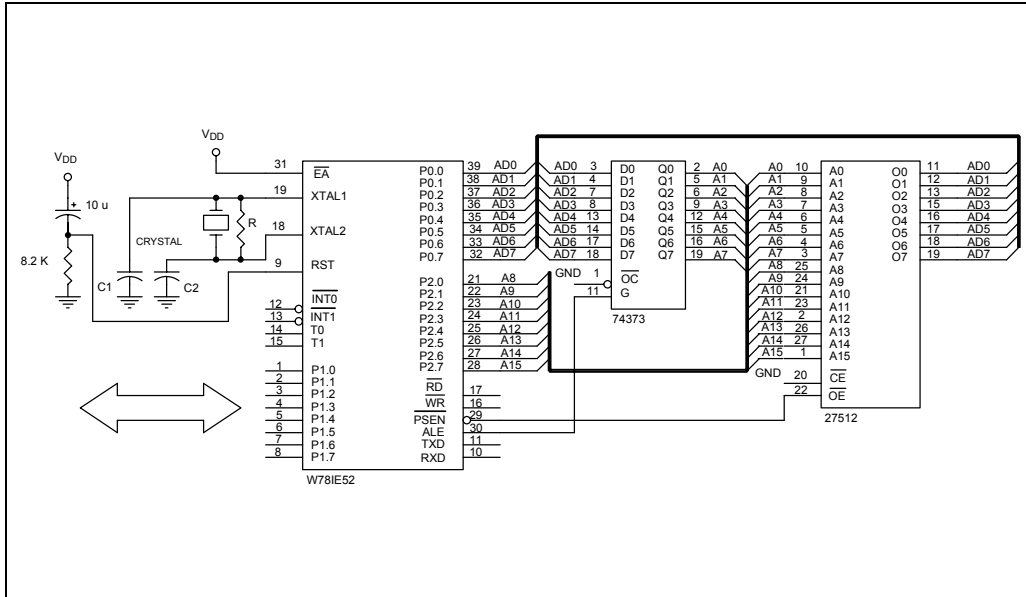 VDD
VDD
10 u
8.2 K
C1
CRYSTAL
C2
R
31 EA
19 XTAL1
18 XTAL2
9 RST
12 INT0
13 INT1
14 T0
15 T1
1 P1.0
2 P1.1
3 P1.2
4 P1.3
5 P1.4
6 P1.5
7 P1.6
8 P1.7
P0.0 39 AD0
P0.1 38 AD1
P0.2 37 AD2
P0.3 36 AD3
P0.4 35 AD4
P0.5 34 AD5
P0.6 33 AD6
P0.7 32 AD7
P2.0 21 A8
P2.1 22 A9
P2.2 23 A10
P2.3 24 A11
P2.4 25 A12
P2.5 26 A13
P2.6 27 A14
P2.7 28 A15
RD 17
WR 16
PSEN 29
ALE 30
TXD 11
RXD 10
W78IE52
AD0 3 D0 Q0 2 A0
AD1 4 D1 Q1 5 A1
AD2 7 D2 Q2 6 A2
AD3 8 D3 Q3 9 A3
AD4 13 D4 Q4 12 A4
AD5 14 D5 Q5 15 A5
AD6 17 D6 Q6 16 A6
AD7 18 D7 Q7 19 A7
GND 1 OC
11 G
74373
A0 10 A0 O0 11 AD0
A1 9 A1 O1 12 AD1
A2 8 A2 O2 13 AD2
A3 7 A3 O3 15 AD3
A4 6 A4 O4 16 AD4
A5 5 A5 O5 17 AD5
A6 4 A6 O6 18 AD6
A7 3 A7 O7 19 AD7
A8 25 A8
A9 24 A9
A10 21 A10
A11 23 A11
A12 2 A12
A13 26 A13
A14 27 A14
A15 1 A15
GND 20 CE
22 OE
27512